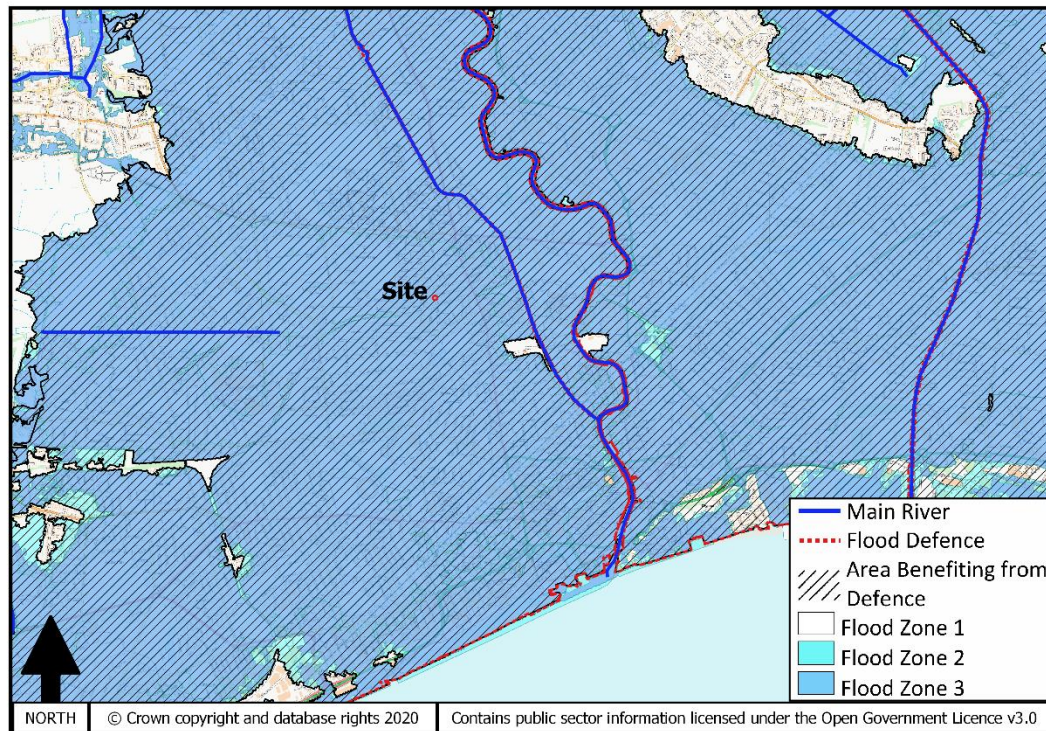 Site
Main River
Flood Defence
Area Benefiting from
Defence
Flood Zone 1
Flood Zone 2
Flood Zone 3
NORTH
© Crown copyright and database rights 2020
Contains public sector information licensed under the Open Government Licence v3.0